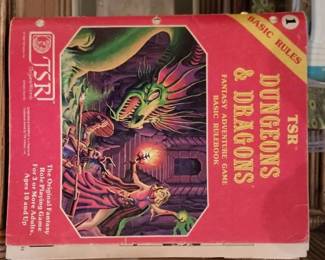 BASIC RULES
1
TSR
DUNGEONS
& DRAGONS
FANTASY ADVENTURE GAME
BASIC RULEBOOK
TSR
The Original Fantasy
Role Playing Game
For 3 or More Adults,
Ages 10 and Up